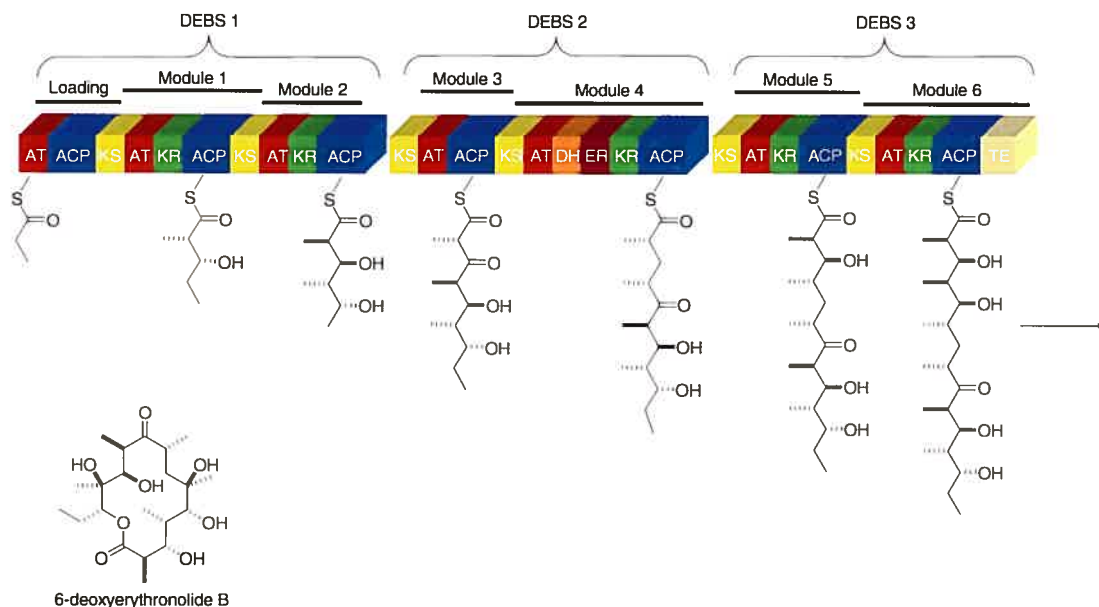 DEBS 1 DEBS 2 DEBS 3
Loading Module 1 Module 2 Module 3 Module 4 Module 5 Module 6
AT ACP KS AT KR ACP KS AT KR ACP KS AT ACP KS AT DH ER KR ACP KS AT KR ACP KS AT KR ACP TE
S S S S S S S
O O O O O O O
OH OH O OH OH
OH OH O OH
OH OH
OH O
OH O
OH OH
OH OH
O
HO OH
OH
O OH
O OH
6-deoxyerythronolide B